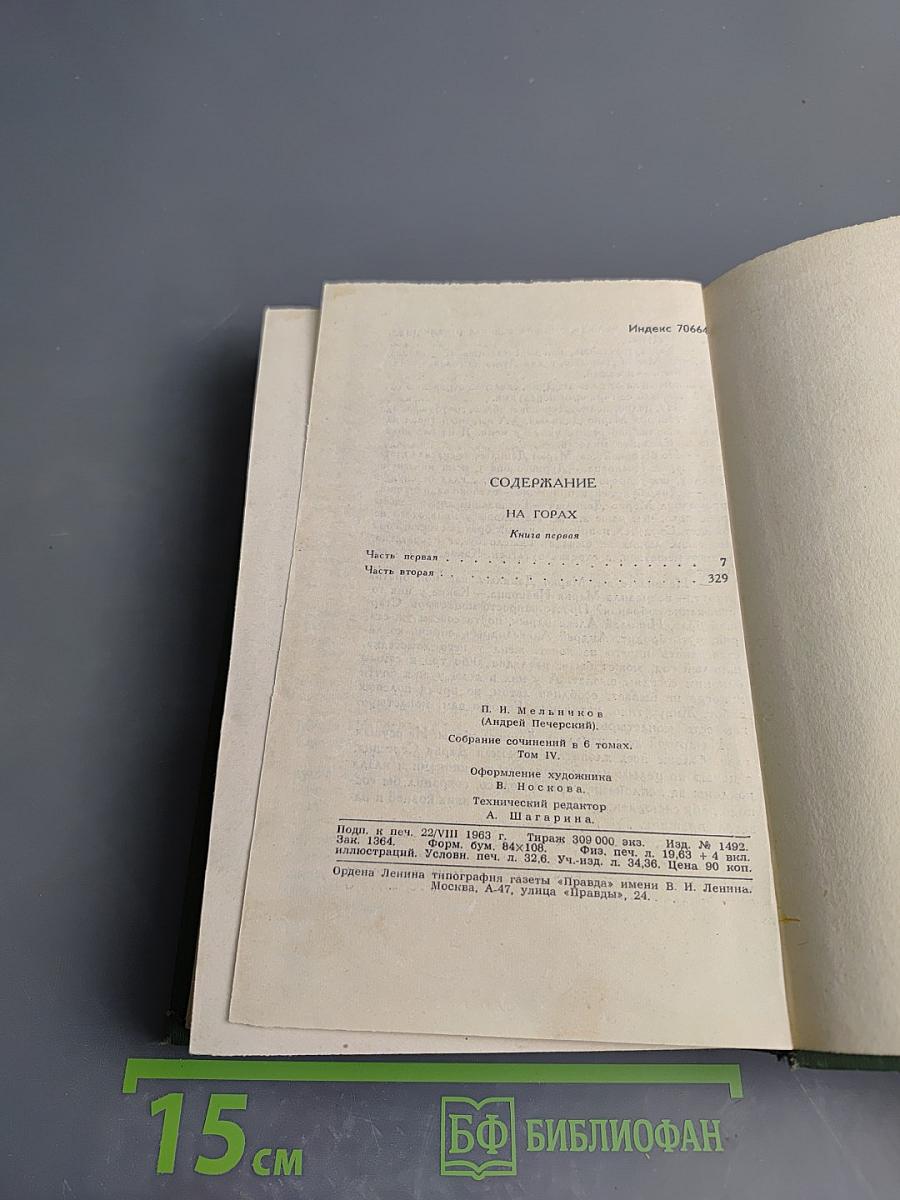 Индекс 70664
СОДЕРЖАНИЕ
НА ГОРАХ
Книга первая
Часть первая . . . . . . . . . . . . . . . . . . 7
Часть вторая . . . . . . . . . . . . . . . . . . 329
П. И. Мельников
(Андрей Печерский).
Собрание сочинений в 6 томах.
Том IV.
Оформление художника
В. Носкова.
Технический редактор
А. Шагарина.
Подп. к печ. 22/VIII 1963 г. Тираж 309 000 экз. Изд. № 1492.
Зак. 1364. Форм. бум. 84×108. Физ. печ. л. 19,63 + 4 вкл.
иллюстраций. Условн. печ. л. 32,6. Уч.-изд. л. 34,36. Цена 90 коп.
Ордена Ленина типография газеты «Правда» имени В. И. Ленина.
Москва, А-47, улица «Правды», 24.
15 см
БФ БИБЛИОФАН